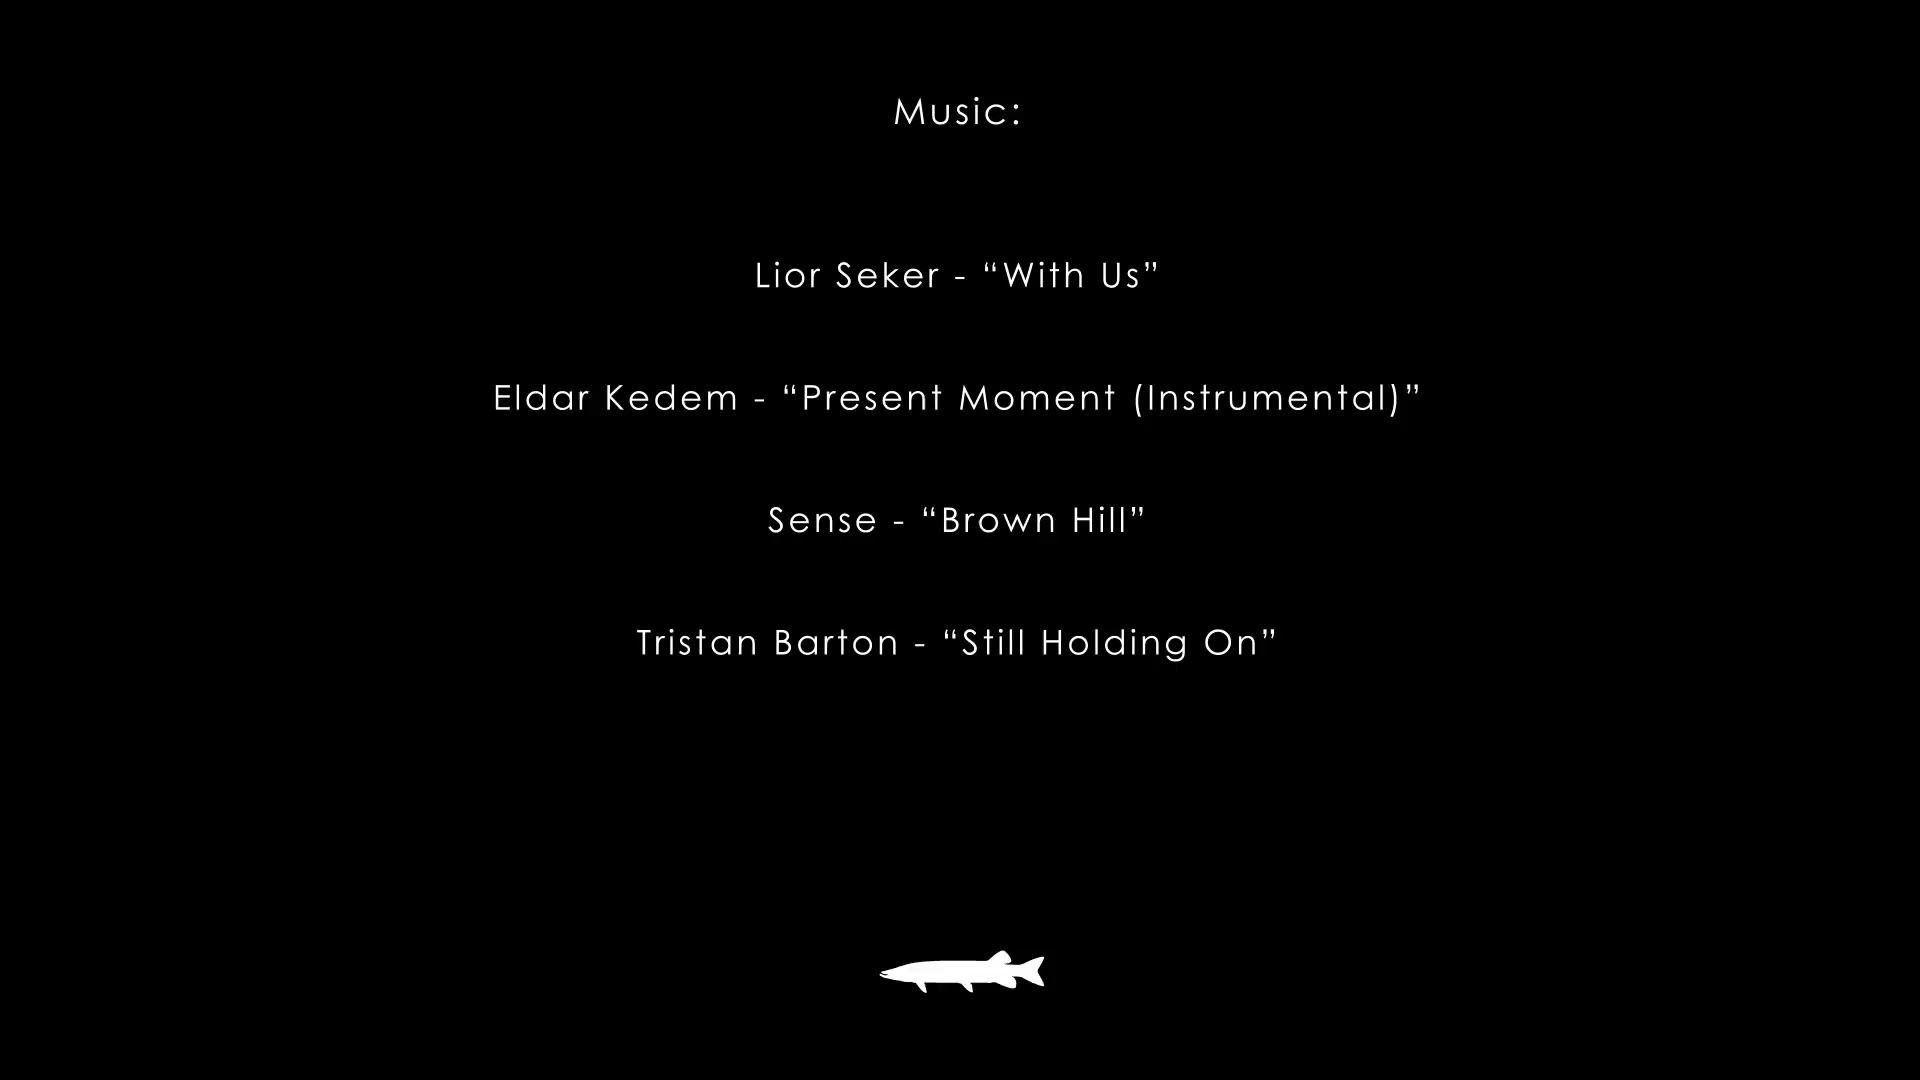 Music:
Lior Seker - “With Us”
Eldar Kedem - “Present Moment (Instrumental)”
Sense - “Brown Hill”
Tristan Barton - “Still Holding On”